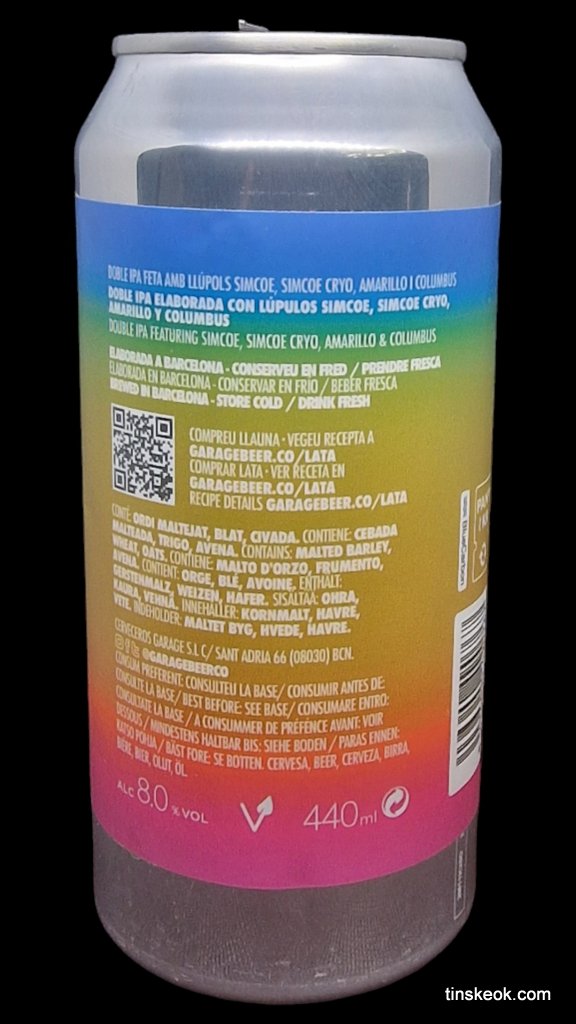 DOBLE IPA FETA AMB LLÚPOLS SIMCOE, SIMCOE CRYO, AMARILLO I COLUMBUS
DOBLE IPA ELABORADA CON LÚPULOS SIMCOE, SIMCOE CRYO,
AMARILLO Y COLUMBUS
DOUBLE IPA FEATURING SIMCOE, SIMCOE CRYO, AMARILLO & COLUMBUS
ELABORADA A BARCELONA - CONSERVEU EN FRED / PRENDRE FRESCA
ELABORADA EN BARCELONA - CONSERVAR EN FRÍO / BEBER FRESCA
BREWED IN BARCELONA - STORE COLD / DRINK FRESH
COMPREU LLAUNA · VEGEU RECEPTA A
GARAGEBEER.CO/LATA
COMPRAR LATA · VER RECETA EN
GARAGEBEER.CO/LATA
RECIPE DETAILS GARAGEBEER.CO/LATA
CONTÉ: ORDI MALTEJAT, BLAT, CIVADA. CONTIENE: CEBADA
MALTEADA, TRIGO, AVENA. CONTAINS: MALTED BARLEY,
WHEAT, OATS. CONTIENE: MALTO D'ORZO, FRUMENTO,
AVENA. CONTIENT: ORGE, BLÉ, AVOINE. ENTHALT:
GERSTENMALZ, WEIZEN, HAFER. SISALTAA: OHRA,
KAURA, VEHNÄ. INNEHÅLLER: KORNMALT, HAVRE,
VETE. INDEHOLDER: MALTET BYG, HVEDE, HAVRE.
CERVECEROS GARAGE S.L C/ SANT ADRIA 66 (08030) BCN.
@GARAGEBEERCO
CONSUM PREFERENT: CONSULTEU LA BASE/ CONSUMIR ANTES DE:
CONSULTE LA BASE/ BEST BEFORE: SEE BASE/ CONSUMARE ENTRO:
CONSULTATE LA BASE/ A CONSUMMER DE PRÉFÉNCE AVANT: VOIR
DESSOUS / MINDESTENS HALTBAR BIS: SIEHE BODEN / PARAS ENNEN:
KATSO POHJA / BÄST FORE: SE BOTTEN. CERVESA, BEER, CERVEZA, BIRRA,
BIÈRE, BIER, OLUT, ÖL.
ALC 8,0 % VOL
440ml
BlueCarbon
tinskeok.com